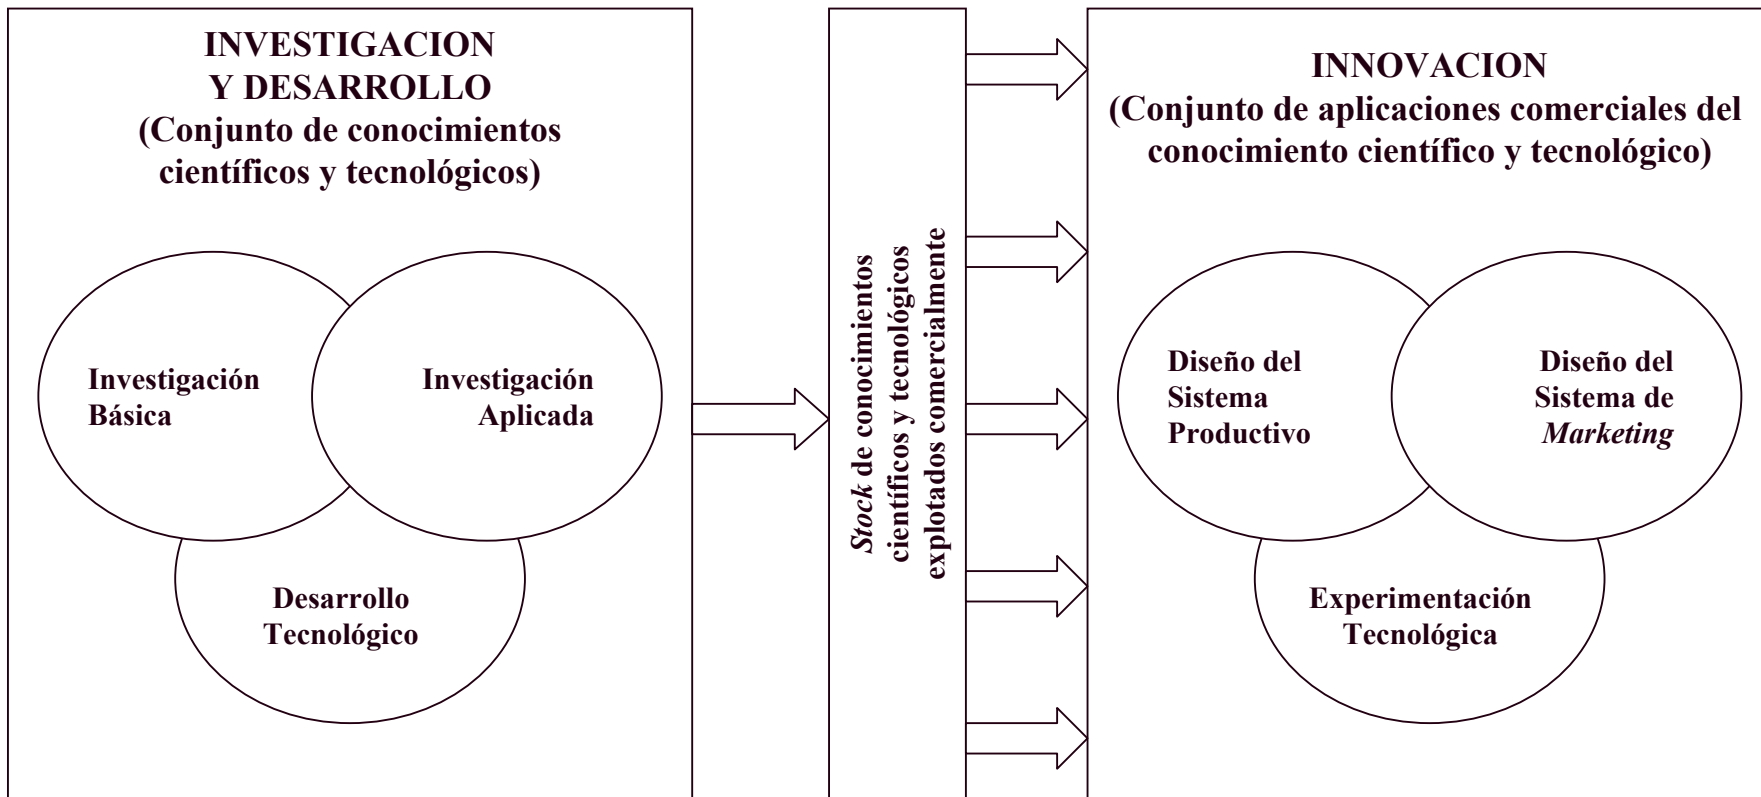 INVESTIGACION
Y DESARROLLO
(Conjunto de conocimientos
científicos y tecnológicos)
Investigación
Básica
Investigación
Aplicada
Desarrollo
Tecnológico
Stock de conocimientos
científicos y tecnológicos
explotados comercialmente
INNOVACION
(Conjunto de aplicaciones comerciales del
conocimiento científico y tecnológico)
Diseño del
Sistema
Productivo
Diseño del
Sistema de
Marketing
Experimentación
Tecnológica